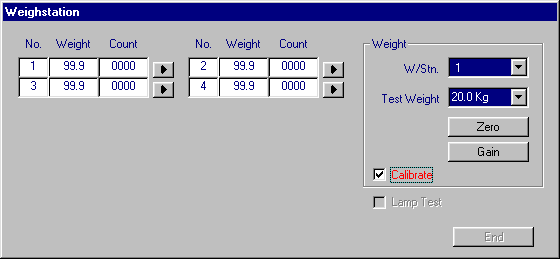 Weighstation
No. Weight Count No. Weight Count
1 99.9 0000 2 99.9 0000
3 99.9 0000 4 99.9 0000
Weight
W/Stn. 1
Test Weight 20.0 Kg
Zero
Gain
Calibrate
Lamp Test
End